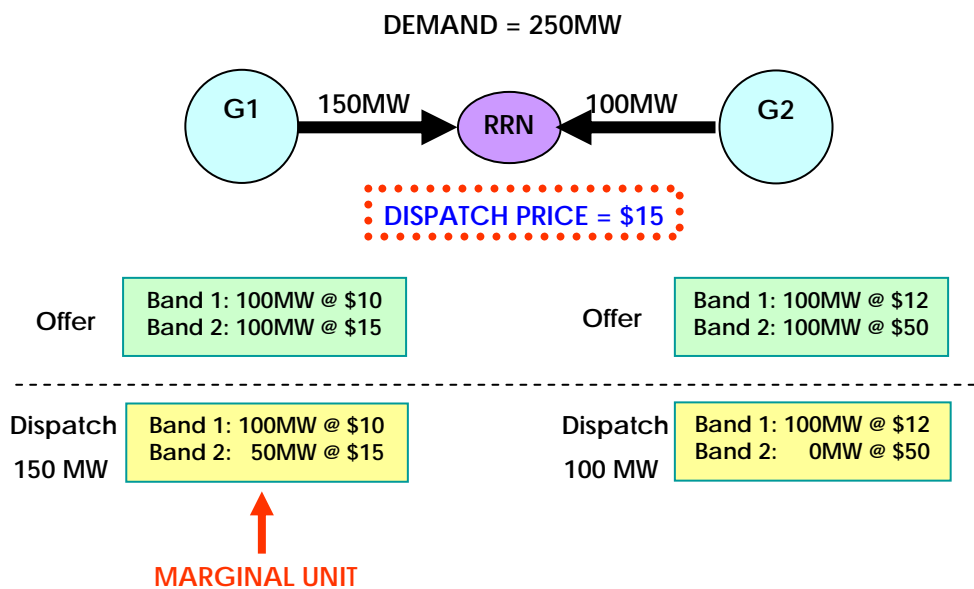 DEMAND = 250MW
G1
150MW
RRN
100MW
G2
DISPATCH PRICE = $15
Offer
Band 1: 100MW @ $10
Band 2: 100MW @ $15
Offer
Band 1: 100MW @ $12
Band 2: 100MW @ $50
Dispatch
150 MW
Band 1: 100MW @ $10
Band 2: 50MW @ $15
Dispatch
100 MW
Band 1: 100MW @ $12
Band 2: 0MW @ $50
MARGINAL UNIT